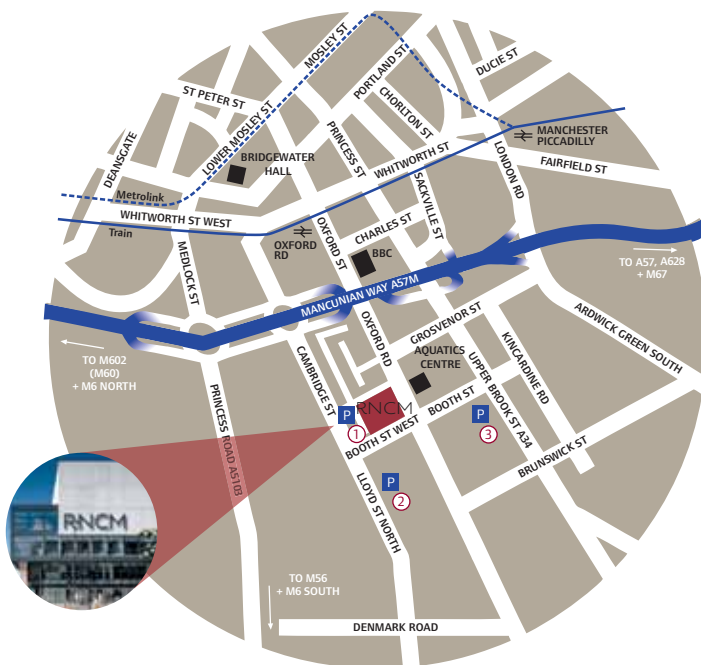 MOSLEY ST
DUCIE ST
PORTLAND ST
ST PETER ST
CHORLTON ST
LOWER MOSLEY ST
PRINCESS ST
MANCHESTER
PICCADILLY
DEANSGATE
BRIDGEWATER
HALL
WHITWORTH ST
LONDON RD
FAIRFIELD ST
Metrolink
SACKVILLE ST
WHITWORTH ST WEST
Train
OXFORD
RD
OXFORD ST
CHARLES ST
BBC
MEDLOCK ST
TO A57, A628
+ M67
MANCUNIAN WAY A57M
GROSVENOR ST
ARDWICK GREEN SOUTH
OXFORD RD
KINCARDINE RD
TO M602
(M60)
+ M6 NORTH
CAMBRIDGE ST
AQUATICS
CENTRE
UPPER BROOK ST A34
PRINCESS ROAD A5103
RNCM
P
1
BOOTH ST
P
3
BOOTH ST WEST
BRUNSWICK ST
P
2
LLOYD ST NORTH
RNCM
TO M56
+ M6 SOUTH
DENMARK ROAD